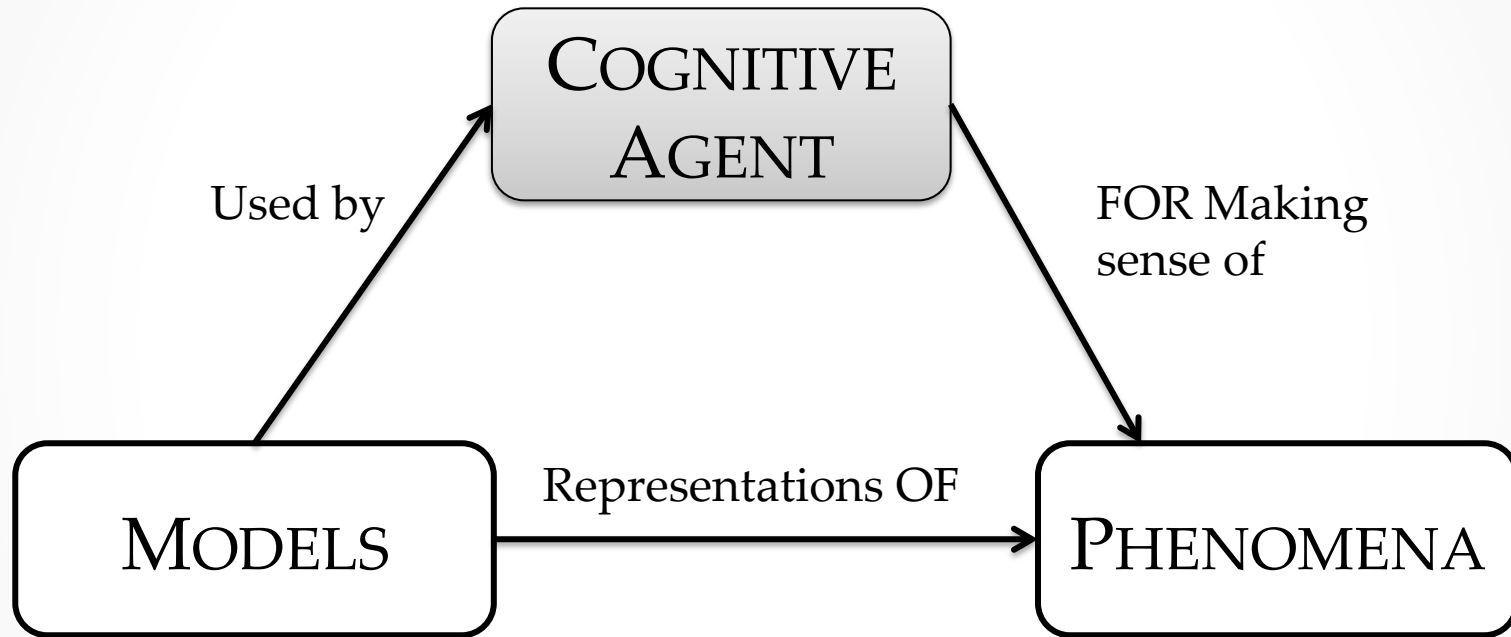 COGNITIVE
AGENT
Used by
FOR Making
sense of
Representations OF
MODELS
PHENOMENA